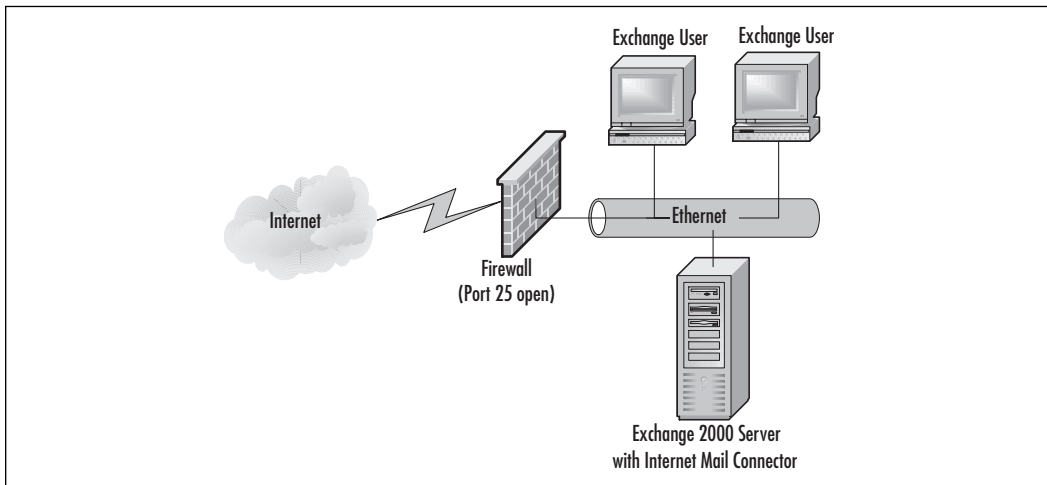 Exchange User
Exchange User
Internet
Ethernet
Firewall
(Port 25 open)
Exchange 2000 Server
with Internet Mail Connector